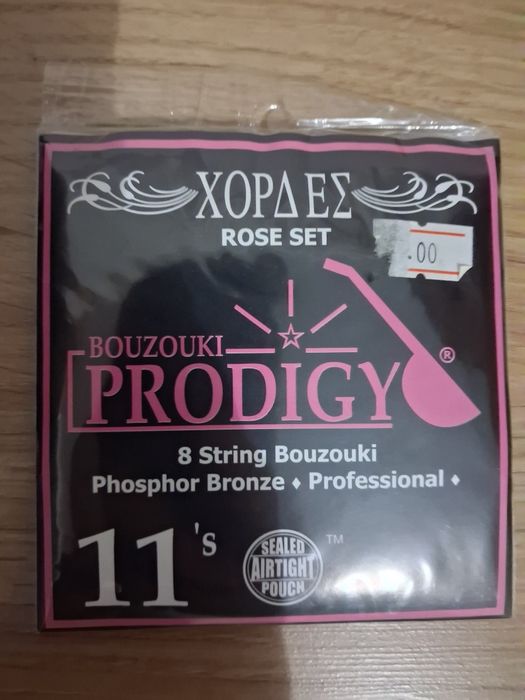 ΧΟΡΔΕΣ
ROSE SET
.00
BOUZOUKI
PRODIGY®
8 String Bouzouki
Phosphor Bronze ♦ Professional ♦
11's
SEALED
AIRTIGHT
POUCH
™